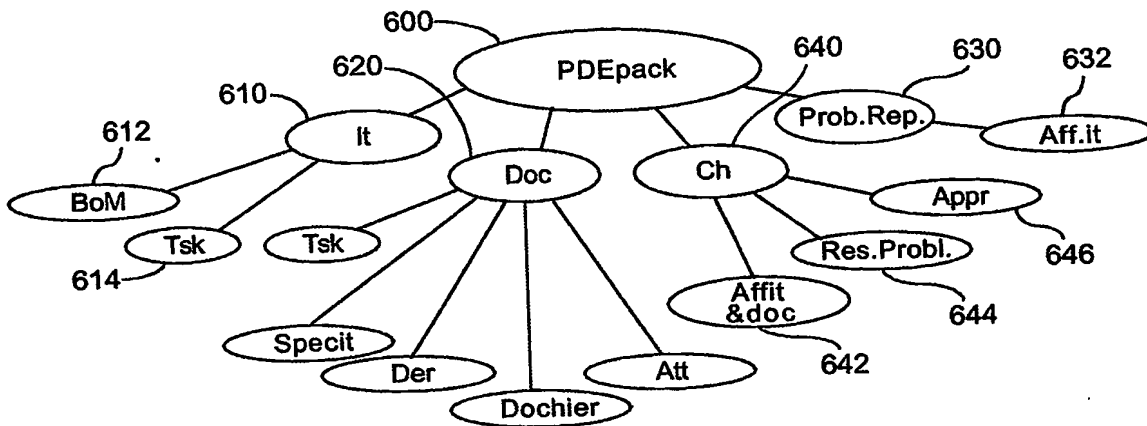 600
PDEpack
640
630
632
620
610
Prob.Rep.
Aff.it
612
It
Doc
Ch
BoM
Appr
Tsk
Tsk
Res.Probl.
646
614
Affit
&doc
644
Specit
642
Der
Att
Dochier